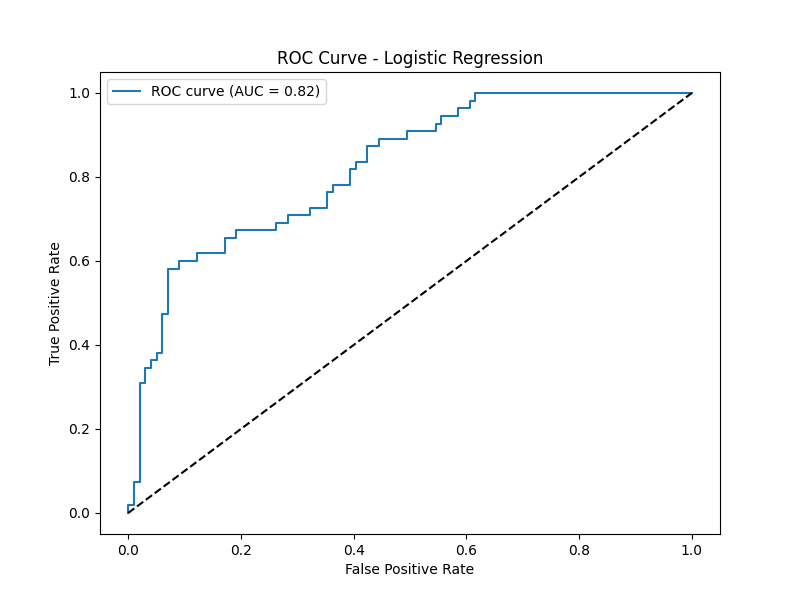 ROC Curve - Logistic Regression
ROC curve (AUC = 0.82)
1.0
0.8
0.6
0.4
0.2
0.0
True Positive Rate
0.0 0.2 0.4 0.6 0.8 1.0
False Positive Rate